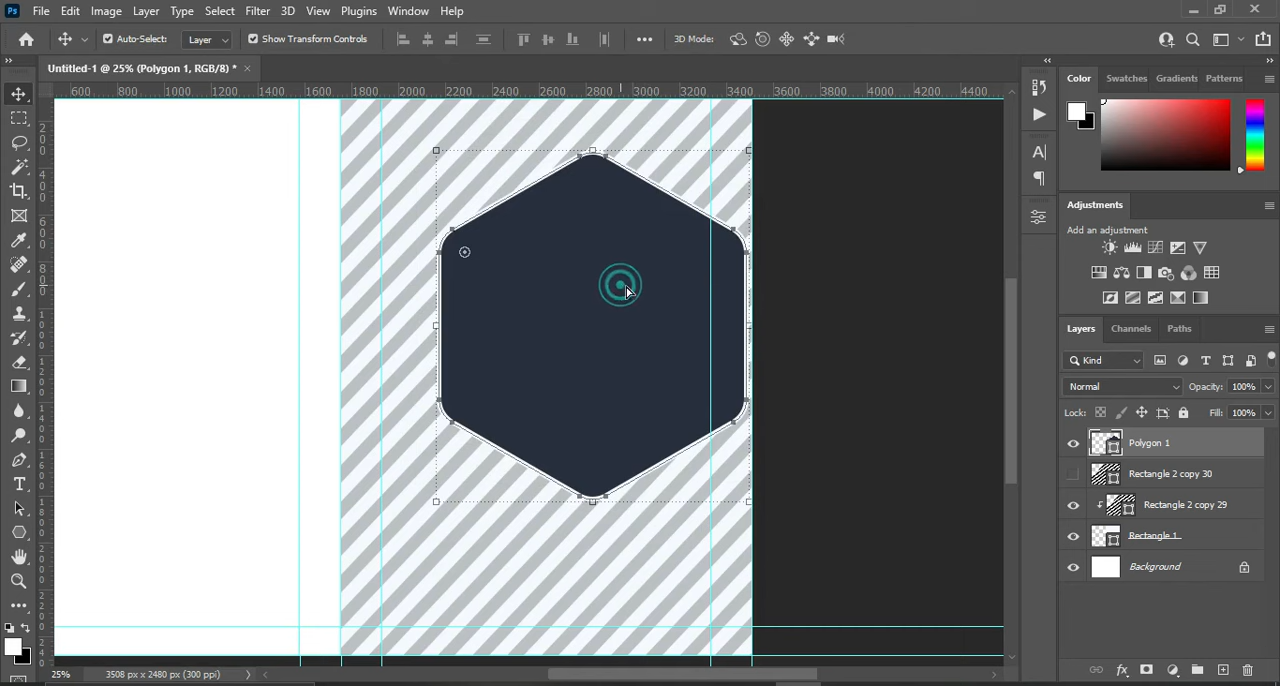 Ps File Edit Image Layer Type Select Filter 3D View Plugins Window Help
Auto-Select: Layer Show Transform Controls 3D Mode:
Untitled-1 @ 25% (Polygon 1, RGB/8) *
600 800 1000 1200 1400 1600 1800 2000 2200 2400 2600 2800 3000 3200 3400 3600 3800 4000 4200 4400
Color Swatches Gradients Patterns
Adjustments
Add an adjustment
Layers Channels Paths
Kind
Normal Opacity: 100%
Lock: Fill: 100%
Polygon 1
Rectangle 2 copy 30
Rectangle 2 copy 29
Rectangle 1
Background
25% 3508 px x 2480 px (300 ppi)